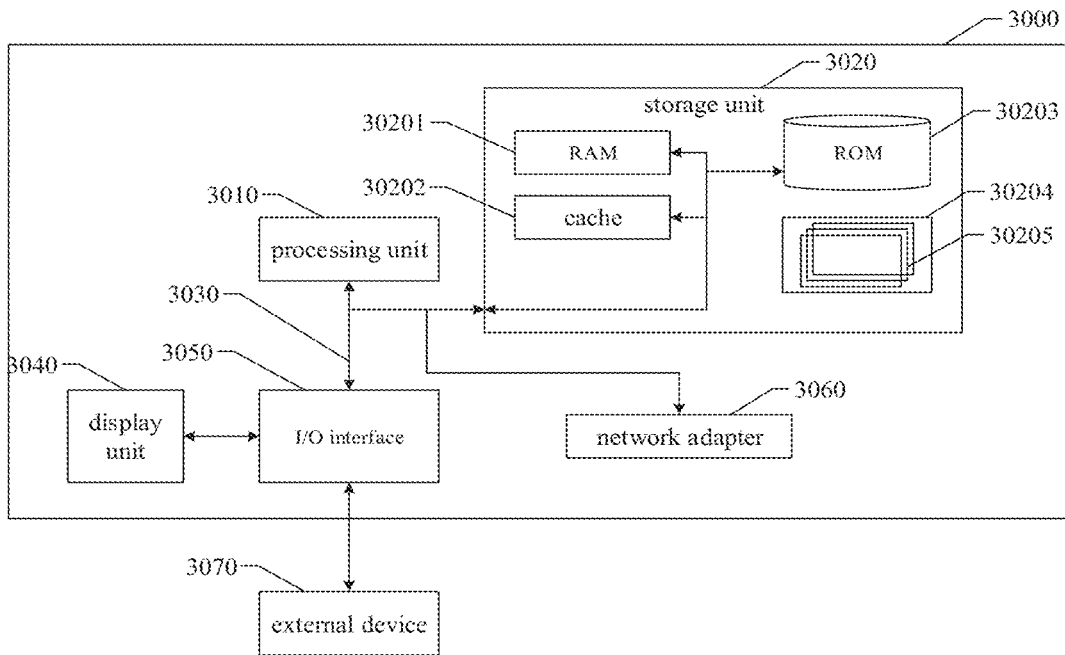 3000
3020
storage unit
30201
RAM
30203
ROM
30202
cache
30204
30205
3010
processing unit
3030
3050
3040
display
unit
I/O interface
3060
network adapter
3070
external device